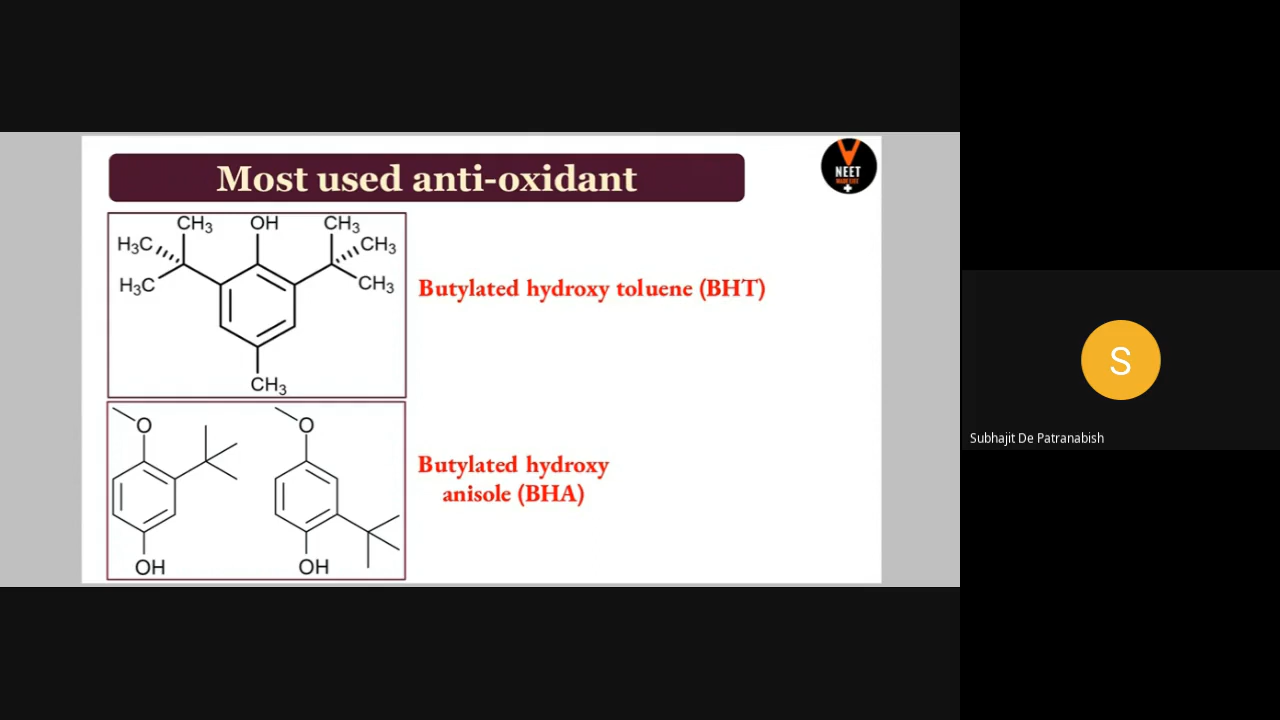 Most used anti-oxidant
NEET
CH3 OH CH3
H3C CH3
H3C CH3
CH3
Butylated hydroxy toluene (BHT)
O O
OH OH
Butylated hydroxy
anisole (BHA)
S
Subhajit De Patranabish